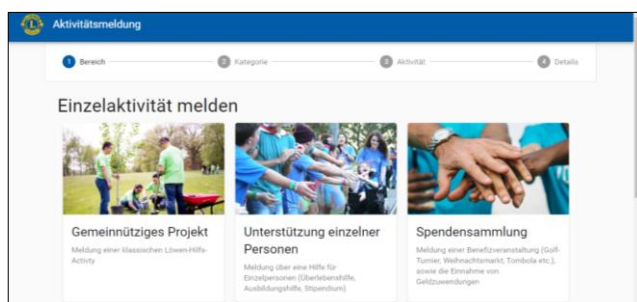 Aktivitätsmeldung
1 Bereich 2 Kategorie 3 Aktivität 4 Details
Einzelaktivität melden
Gemeinnütziges Projekt
Meldung einer klassischen Löwen-Hilfs-
Activty
Unterstützung einzelner
Personen
Meldung über eine Hilfe für
Einzelpersonen (Überlebenshilfe,
Ausbildungshilfe, Stipendium)
Spendensammlung
Meldung einer Benefizveranstaltung (Golf-
Turnier, Weihnachtsmarkt, Tombola etc.),
sowie die Einnahme von
Geldzuwendungen